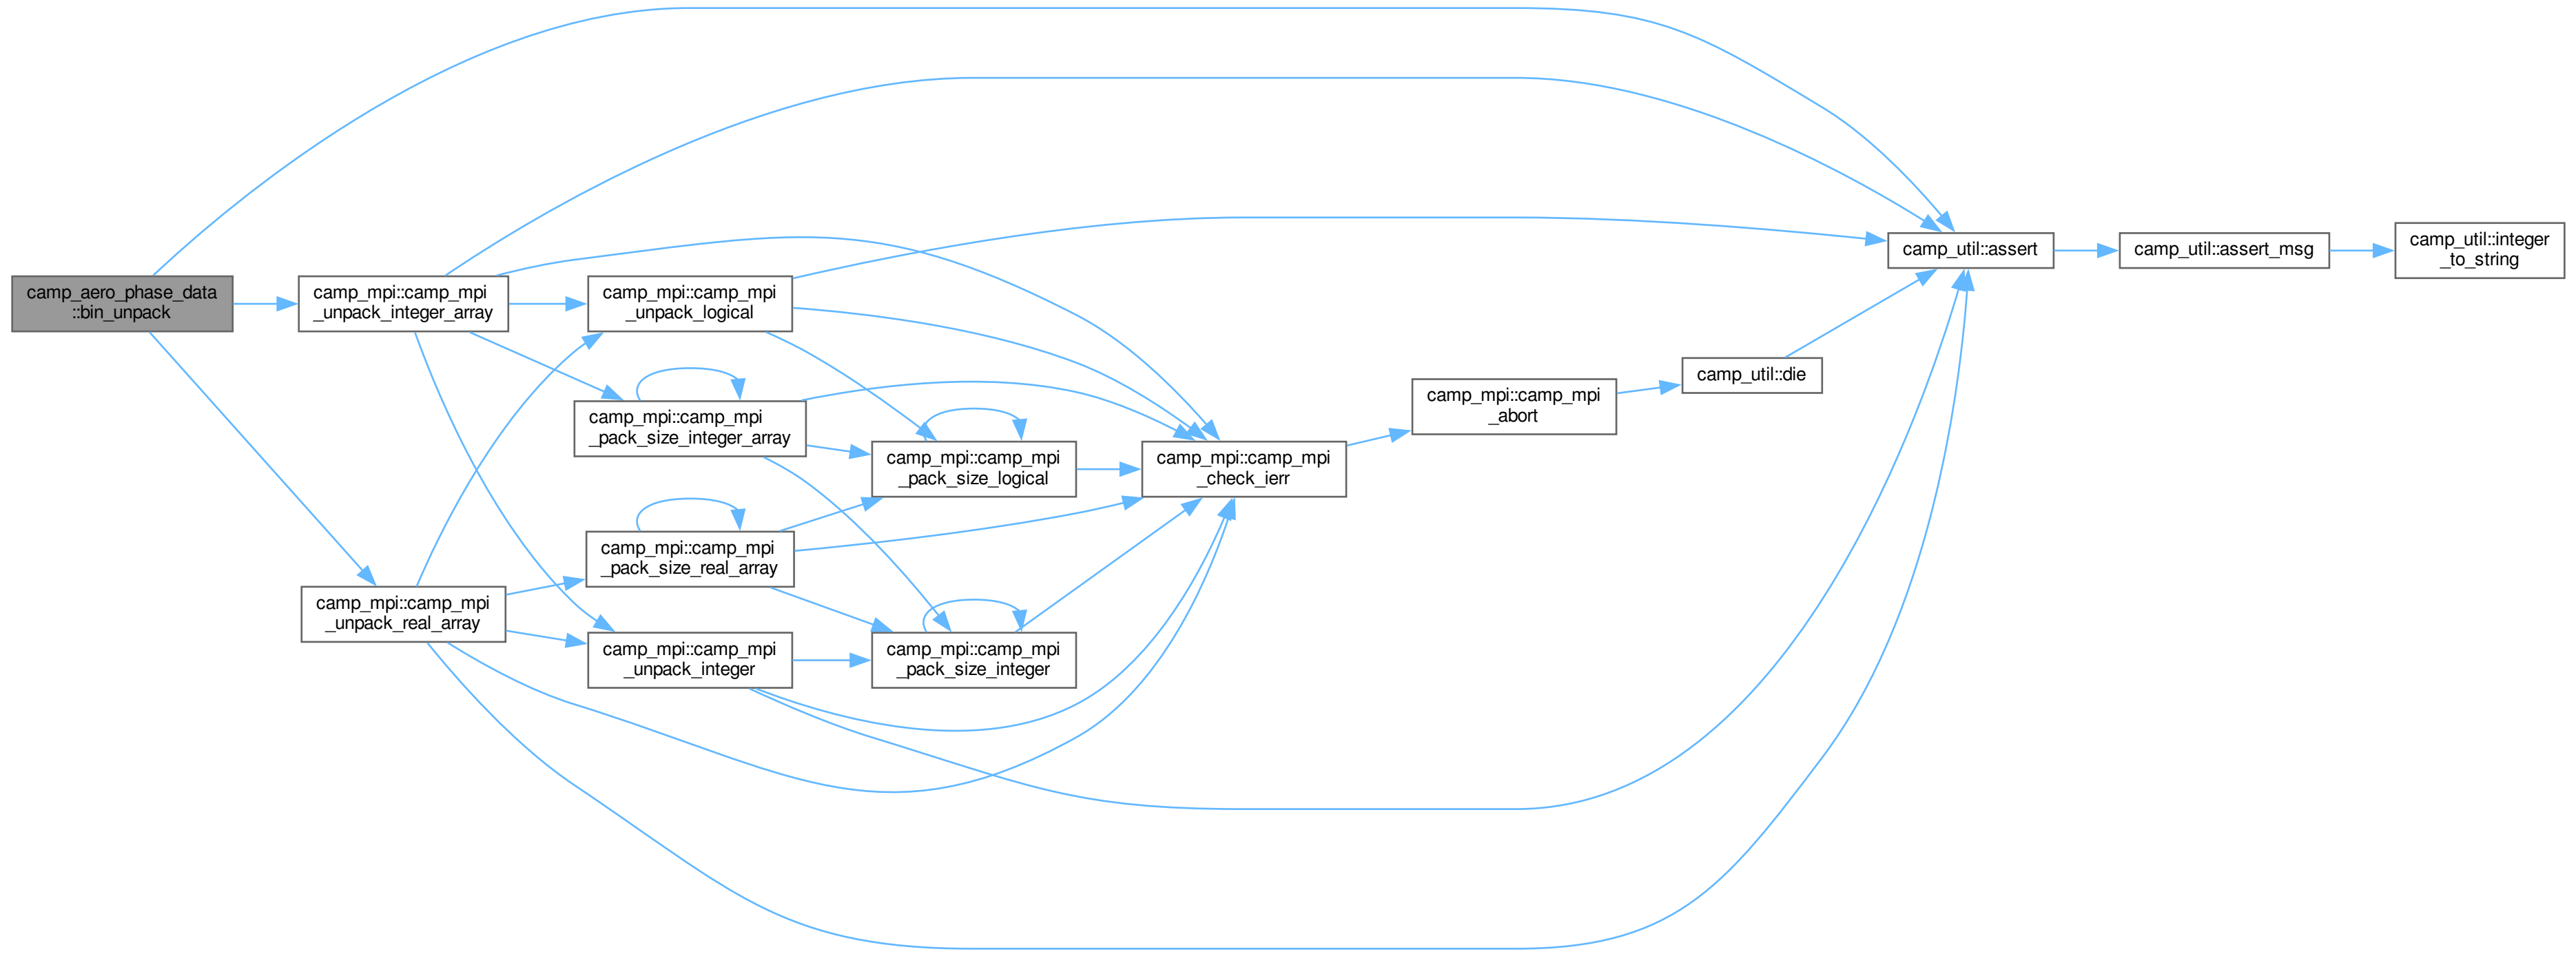 camp_aero_phase_data
::bin_unpack
camp_mpi::camp_mpi
_unpack_integer_array
camp_mpi::camp_mpi
_unpack_real_array
camp_mpi::camp_mpi
_unpack_logical
camp_mpi::camp_mpi
_pack_size_integer_array
camp_mpi::camp_mpi
_pack_size_real_array
camp_mpi::camp_mpi
_unpack_integer
camp_mpi::camp_mpi
_pack_size_logical
camp_mpi::camp_mpi
_pack_size_integer
camp_mpi::camp_mpi
_check_ierr
camp_mpi::camp_mpi
_abort
camp_util::die
camp_util::assert
camp_util::assert_msg
camp_util::integer
_to_string